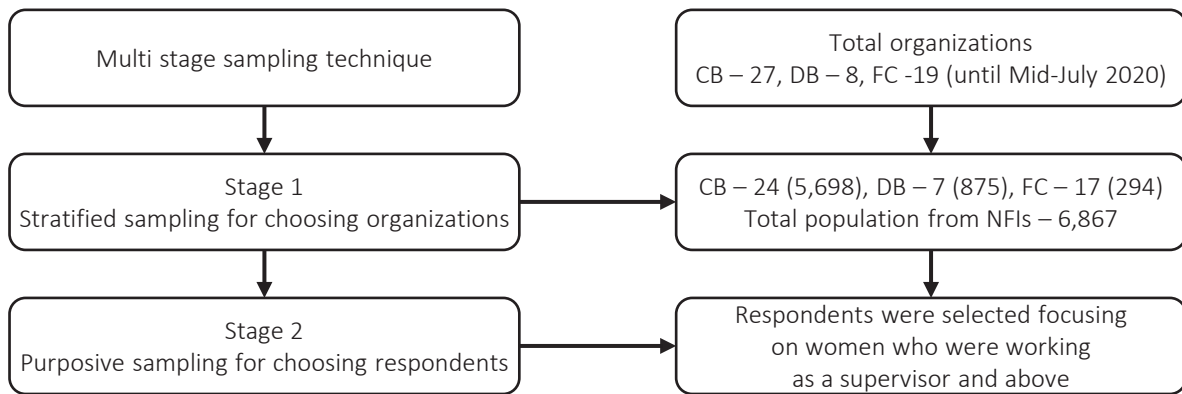 Multi stage sampling technique
Total organizations
CB – 27, DB – 8, FC -19 (until Mid-July 2020)
Stage 1
Stratified sampling for choosing organizations
CB – 24 (5,698), DB – 7 (875), FC – 17 (294)
Total population from NFIs – 6,867
Stage 2
Purposive sampling for choosing respondents
Respondents were selected focusing
on women who were working
as a supervisor and above